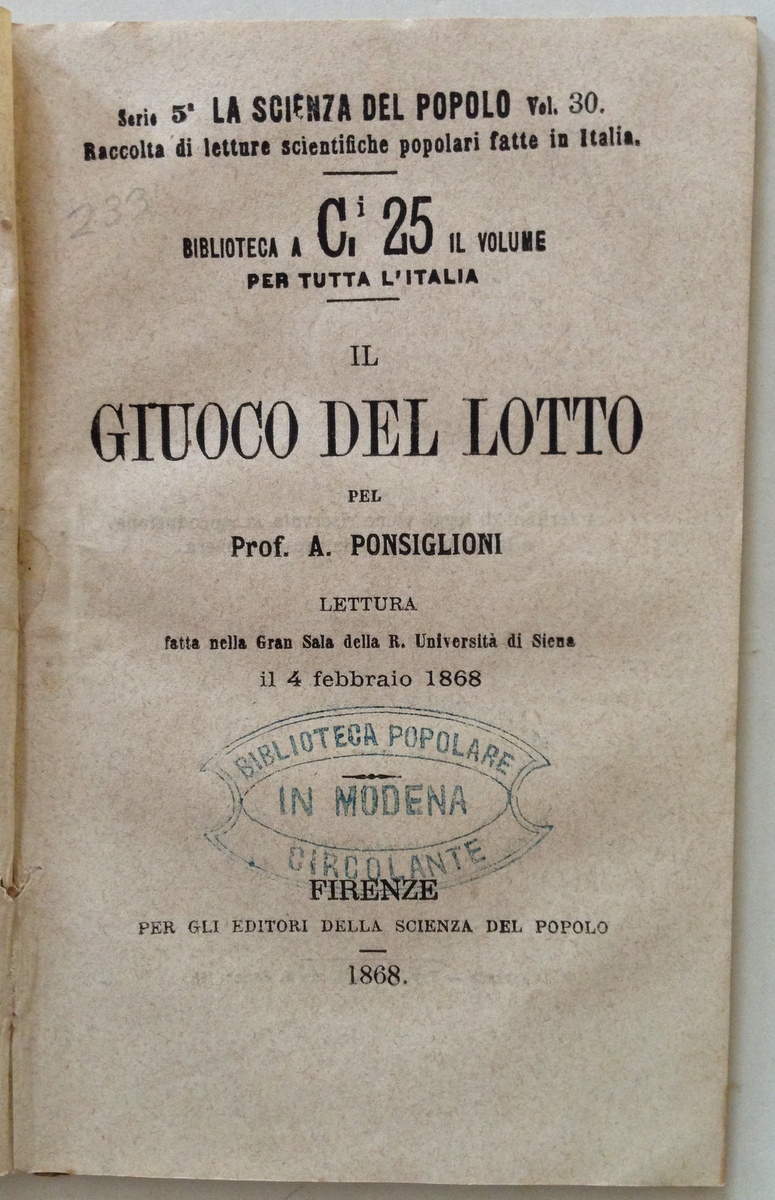 Serie 5ª LA SCIENZA DEL POPOLO Vol. 30.
Raccolta di letture scientifiche popolari fatte in Italia.
233
BIBLIOTECA A Ci 25 IL VOLUME
PER TUTTA L'ITALIA
IL
GIUOCO DEL LOTTO
PEL
Prof. A. PONSIGLIONI
LETTURA
fatta nella Gran Sala della R. Università di Siena
il 4 febbraio 1868
BIBLIOTECA POPOLARE
IN MODENA
CIRCOLANTE
FIRENZE
PER GLI EDITORI DELLA SCIENZA DEL POPOLO
1868.